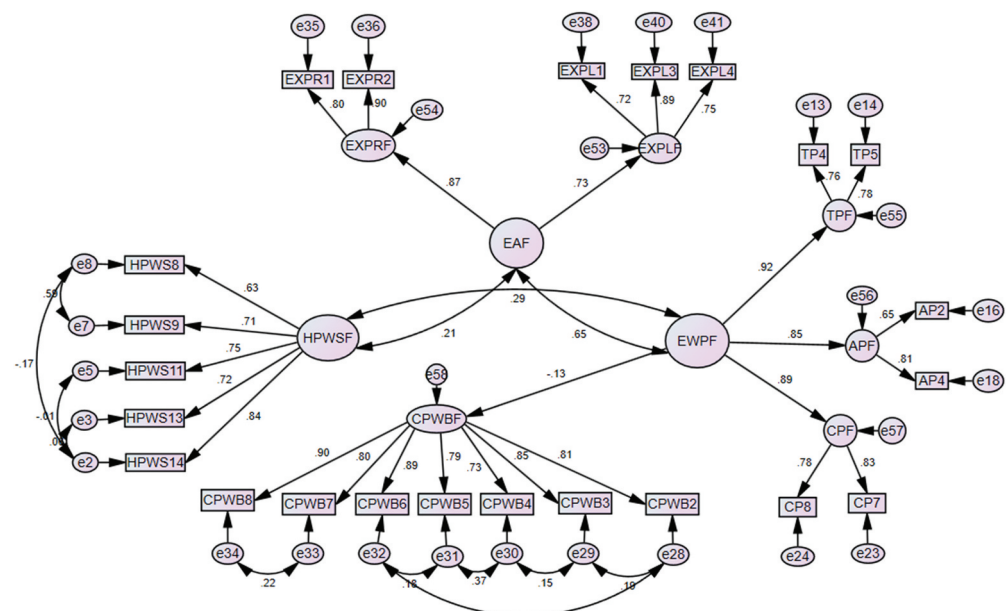 e35 e36 e38 e40 e41
EXPR1 EXPR2 EXPL1 EXPL3 EXPL4
.80 .90 .72 .89 .75
e54 e13 e14
EXPRF e53 EXPLF TP4 TP5
.76 .78
.87 .73 TPF e55
EAF
e8 HPWS8 .92
.59 .63 .29 e56 AP2 e16
e7 HPWS9 .71 .21 .65 .65
HPWSF EWPF .85 APF
-.17 .75 .81
e5 HPWS11 AP4 e18
.72 e58 -.13 .89
-.01 e3 HPWS13 .84 CPWBF CPF e57
e2 HPWS14
.90 .80 .89 .79 .73 .85 .81 .78 .83
CPWB8 CPWB7 CPWB6 CPWB5 CPWB4 CPWB3 CPWB2 CP8 CP7
e34 e33 e32 e31 e30 e29 e28 e24 e23
.22 .18 .37 .15 .19